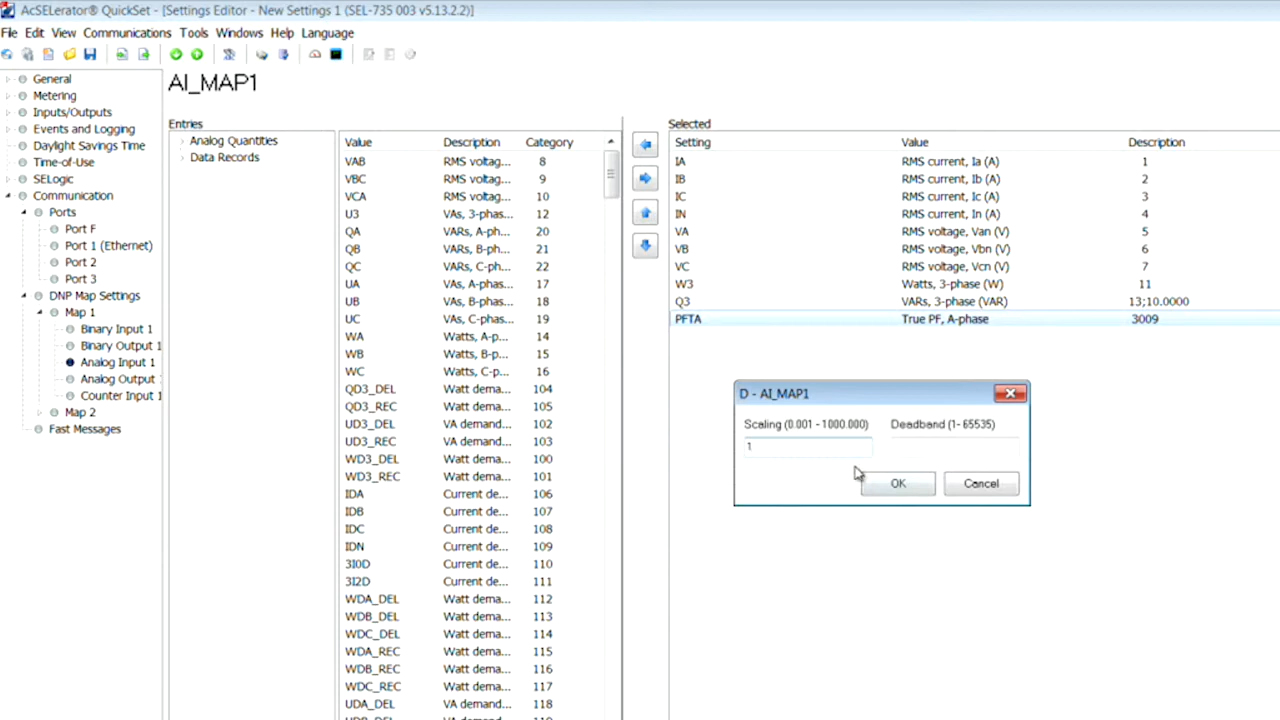 AcSELerator® QuickSet - [Settings Editor - New Settings 1 (SEL-735 003 v5.13.2.2)]
File Edit View Communications Tools Windows Help Language
General
Metering
Inputs/Outputs
Events and Logging
Daylight Savings Time
Time-of-Use
SELogic
Communication
Ports
Port F
Port 1 (Ethernet)
Port 2
Port 3
DNP Map Settings
Map 1
Binary Input 1
Binary Output 1
Analog Input 1
Analog Output
Counter Input 1
Map 2
Fast Messages
AI_MAP1
Entries
Analog Quantities
Data Records
Value Description Category
VAB RMS voltag... 8
VBC RMS voltag... 9
VCA RMS voltag... 10
U3 VAs, 3-phas... 12
QA VARs, A-ph... 20
QB VARs, B-ph... 21
QC VARs, C-ph... 22
UA VAs, A-phas... 17
UB VAs, B-phas... 18
UC VAs, C-phas... 19
WA Watts, A-p... 14
WB Watts, B-p... 15
WC Watts, C-p... 16
QD3_DEL Watt dema... 104
QD3_REC Watt dema... 105
UD3_DEL VA demand... 102
UD3_REC VA demand... 103
WD3_DEL Watt dema... 100
WD3_REC Watt dema... 101
IDA Current de... 106
IDB Current de... 107
IDC Current de... 108
IDN Current de... 109
3I0D Current de... 110
3I2D Current de... 111
WDA_DEL Watt dema... 112
WDB_DEL Watt dema... 113
WDC_DEL Watt dema... 114
WDA_REC Watt dema... 115
WDB_REC Watt dema... 116
WDC_REC Watt dema... 117
UDA_DEL VA demand... 118
Selected
Setting Value Description
IA RMS current, Ia (A) 1
IB RMS current, Ib (A) 2
IC RMS current, Ic (A) 3
IN RMS current, In (A) 4
VA RMS voltage, Van (V) 5
VB RMS voltage, Vbn (V) 6
VC RMS voltage, Vcn (V) 7
W3 Watts, 3-phase (W) 11
Q3 VARs, 3-phase (VAR) 13;10.0000
PFTA True PF, A-phase 3009
D - AI_MAP1
Scaling (0.001 - 1000.000) Deadband (1- 65535)
1
OK Cancel